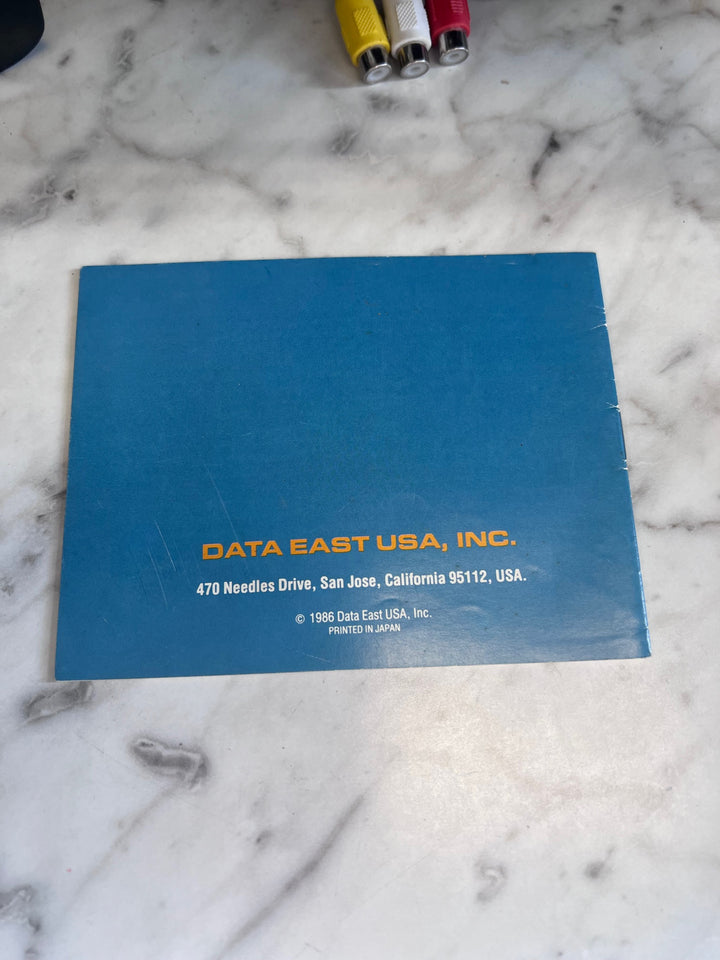 DATA EAST USA, INC.
470 Needles Drive, San Jose, California 95112, USA.
© 1986 Data East USA, Inc.
PRINTED IN JAPAN